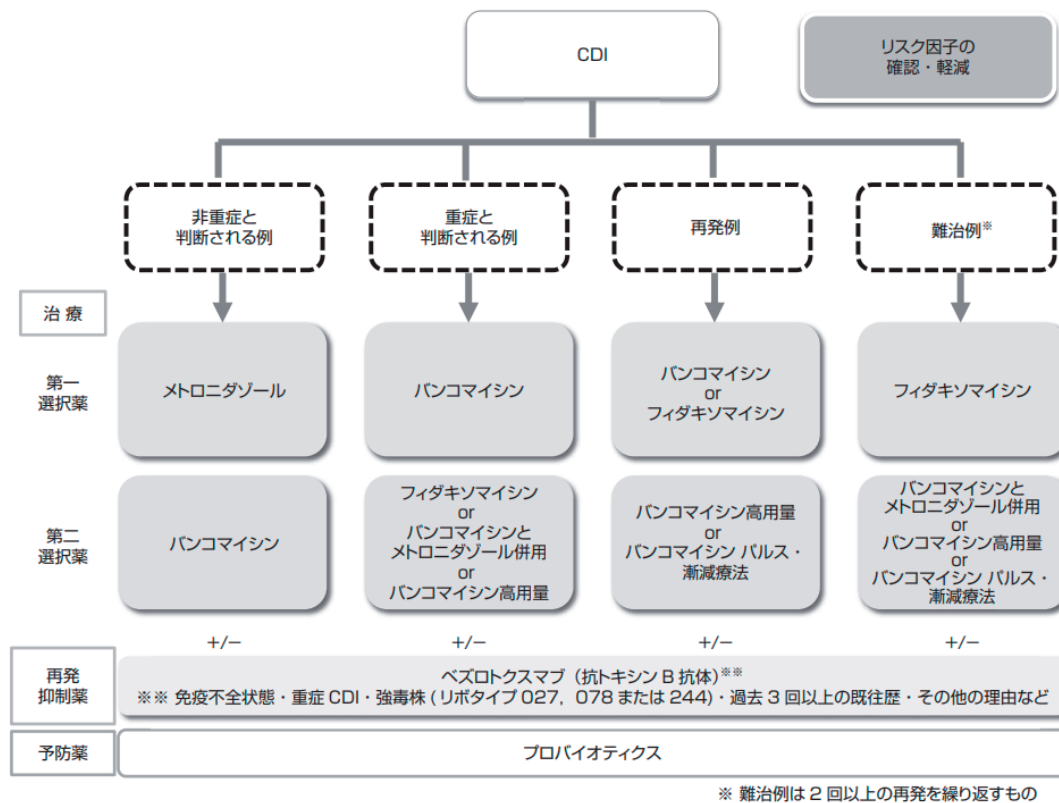 CDI
リスク因子の
確認・軽減
非重症と
判断される例
重症と
判断される例
再発例
難治例※
治 療
第一
選択薬
メトロニダゾール
バンコマイシン
バンコマイシン
or
フィダキソマイシン
フィダキソマイシン
第二
選択薬
バンコマイシン
フィダキソマイシン
or
バンコマイシンと
メトロニダゾール併用
or
バンコマイシン高用量
バンコマイシン高用量
or
バンコマイシン パルス・
漸減療法
バンコマイシンと
メトロニダゾール併用
or
バンコマイシン高用量
or
バンコマイシン パルス・
漸減療法
+/−
+/−
+/−
+/−
再発
抑制薬
ベズロトクスマブ(抗トキシン B 抗体)※※
※※ 免疫不全状態・重症 CDI・強毒株 ( リボタイプ 027, 078 または 244)・過去 3 回以上の既往歴・その他の理由など
予防薬
プロバイオティクス
※ 難治例は 2 回以上の再発を繰り返すもの